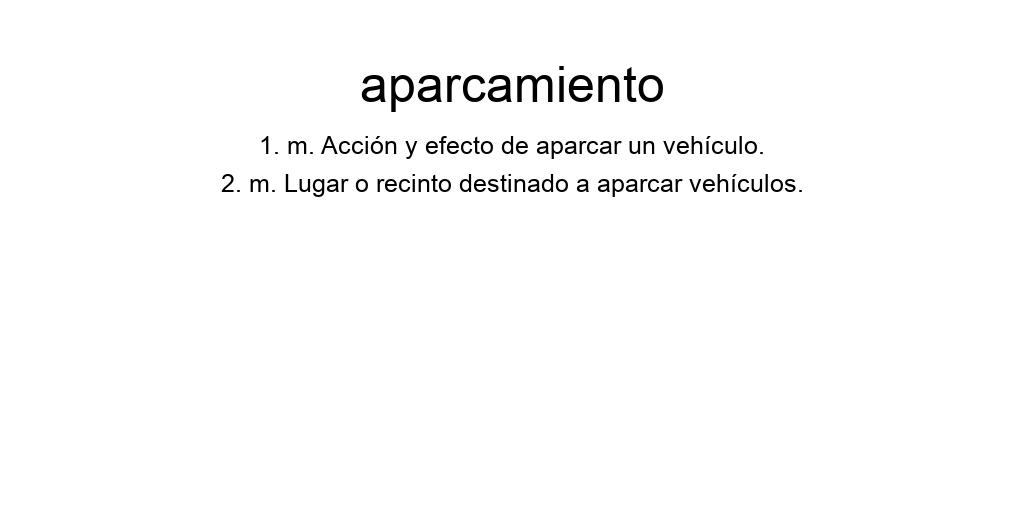 aparcamiento
1. m. Acción y efecto de aparcar un vehículo.
2. m. Lugar o recinto destinado a aparcar vehículos.